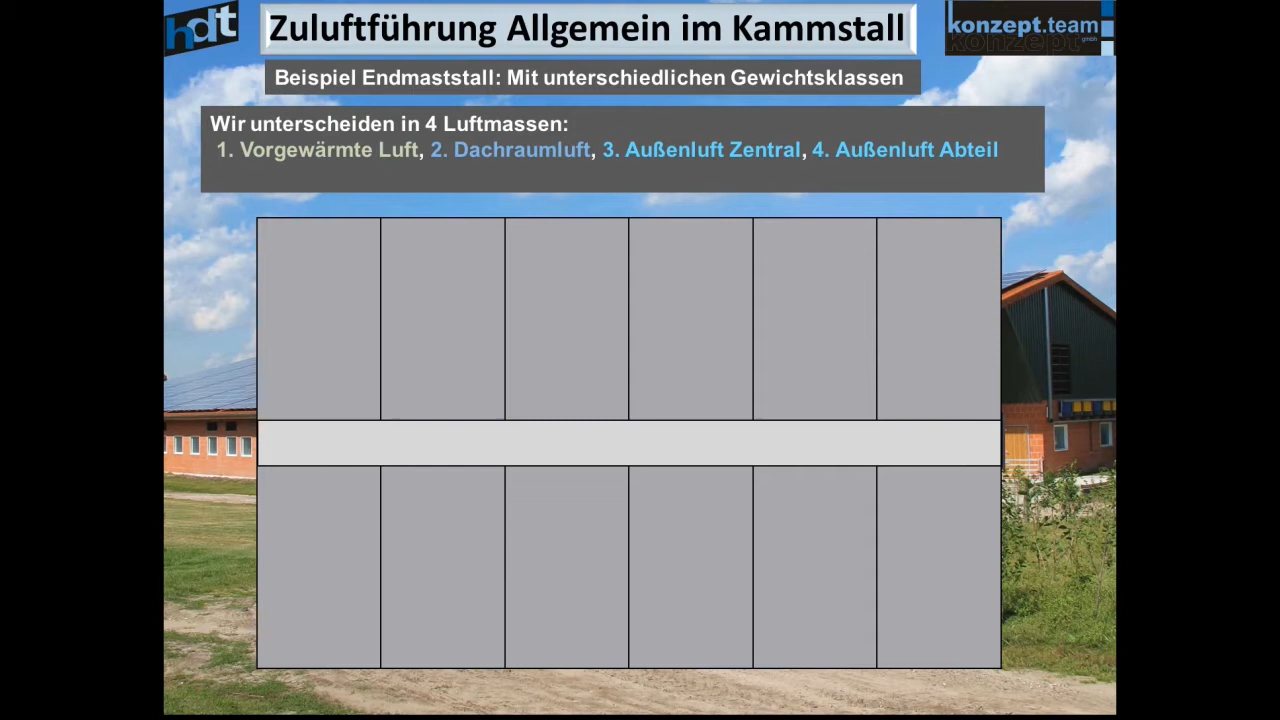 hdt
Zuluftführung Allgemein im Kammstall
konzept.team
gmbh
Beispiel Endmaststall: Mit unterschiedlichen Gewichtsklassen
Wir unterscheiden in 4 Luftmassen:
1. Vorgewärmte Luft, 2. Dachraumluft, 3. Außenluft Zentral, 4. Außenluft Abteil